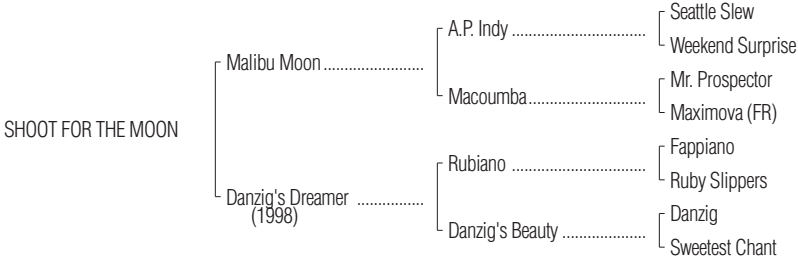 Seattle Slew
A.P. Indy ..............................
Weekend Surprise
Malibu Moon.......................
Mr. Prospector
Macoumba..........................
Maximova (FR)
SHOOT FOR THE MOON
Fappiano
Rubiano ..............................
Ruby Slippers
Danzig's Dreamer ...............
(1998)
Danzig
Danzig's Beauty ...................
Sweetest Chant